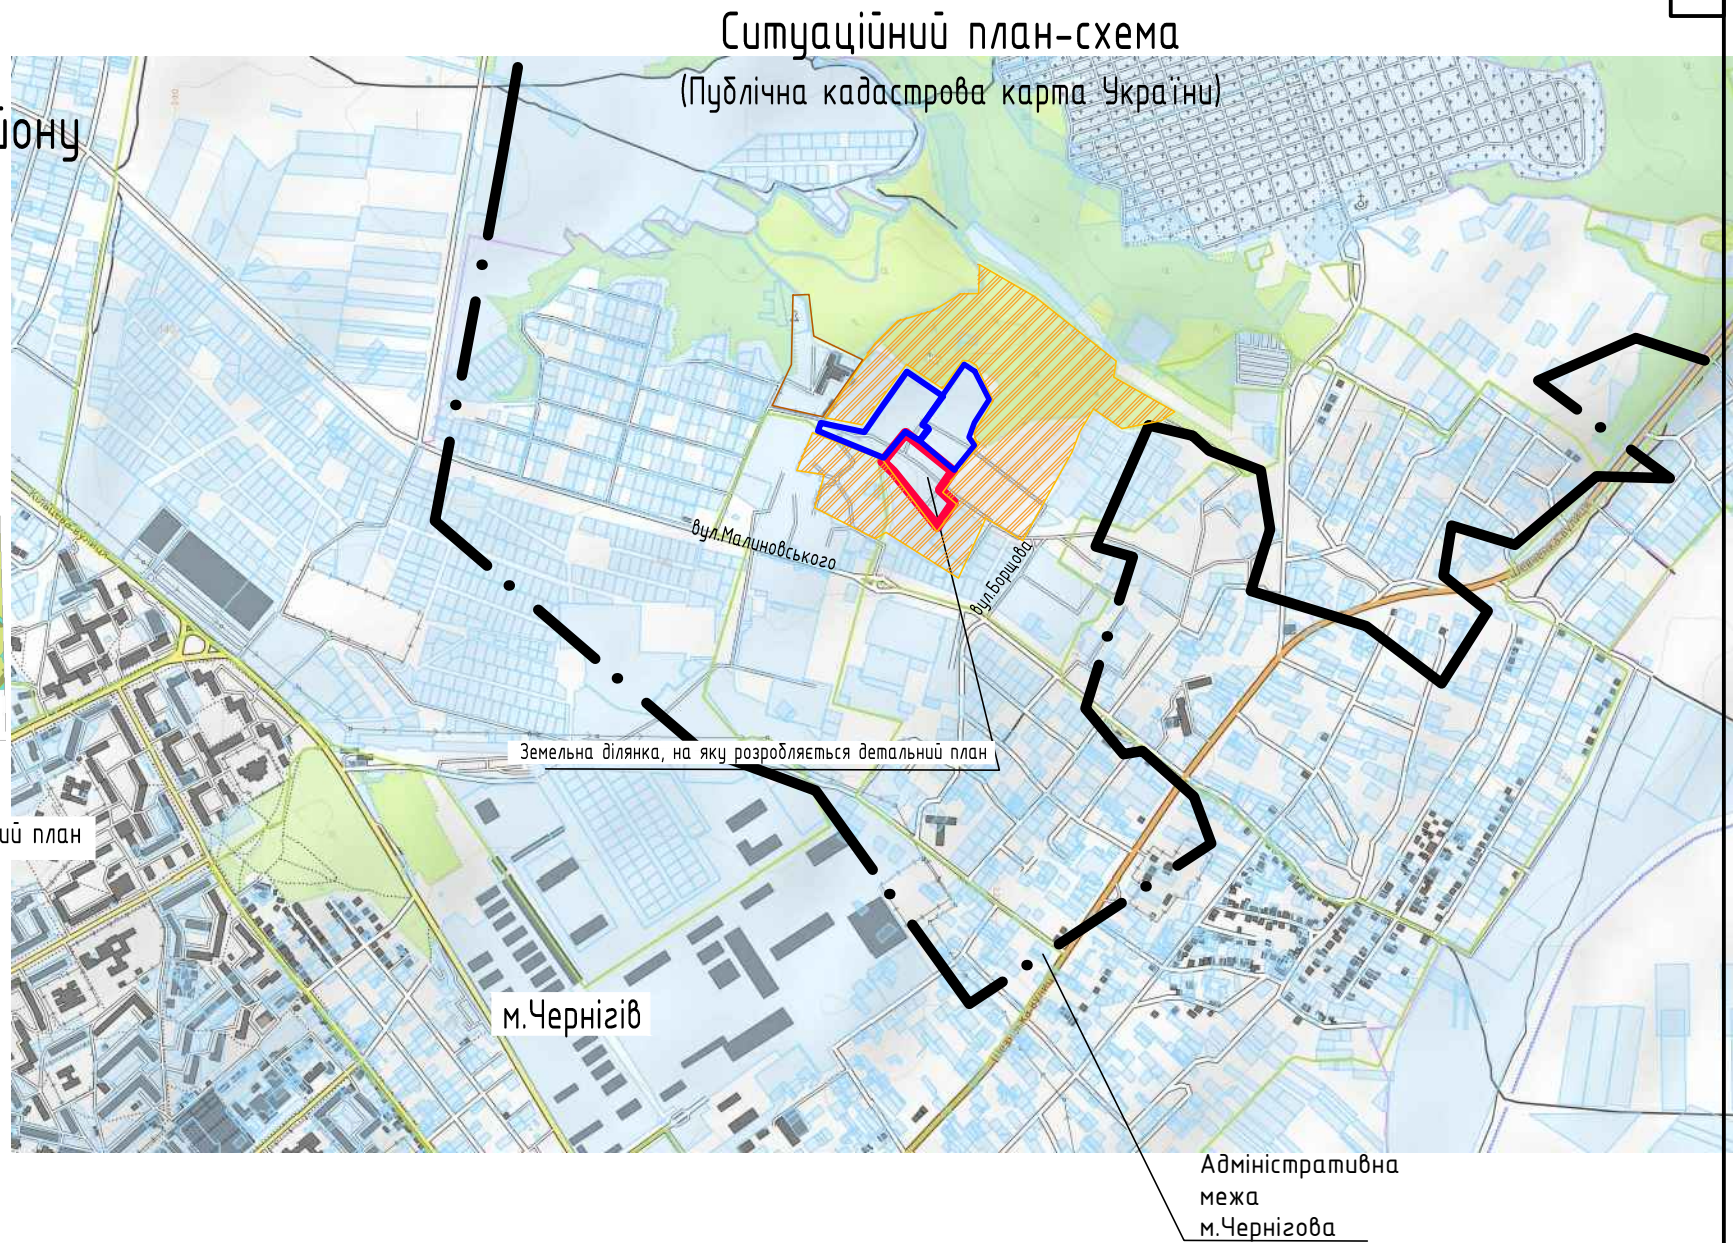 Ситуаційний план-схема
(Публічна кадастрова карта України)
йону
вул.Малиновського
вул.Борщова
Земельна ділянка, на яку розробляється детальний план
ий план
м.Чернігів
Адміністративна
межа
м.Чернігова